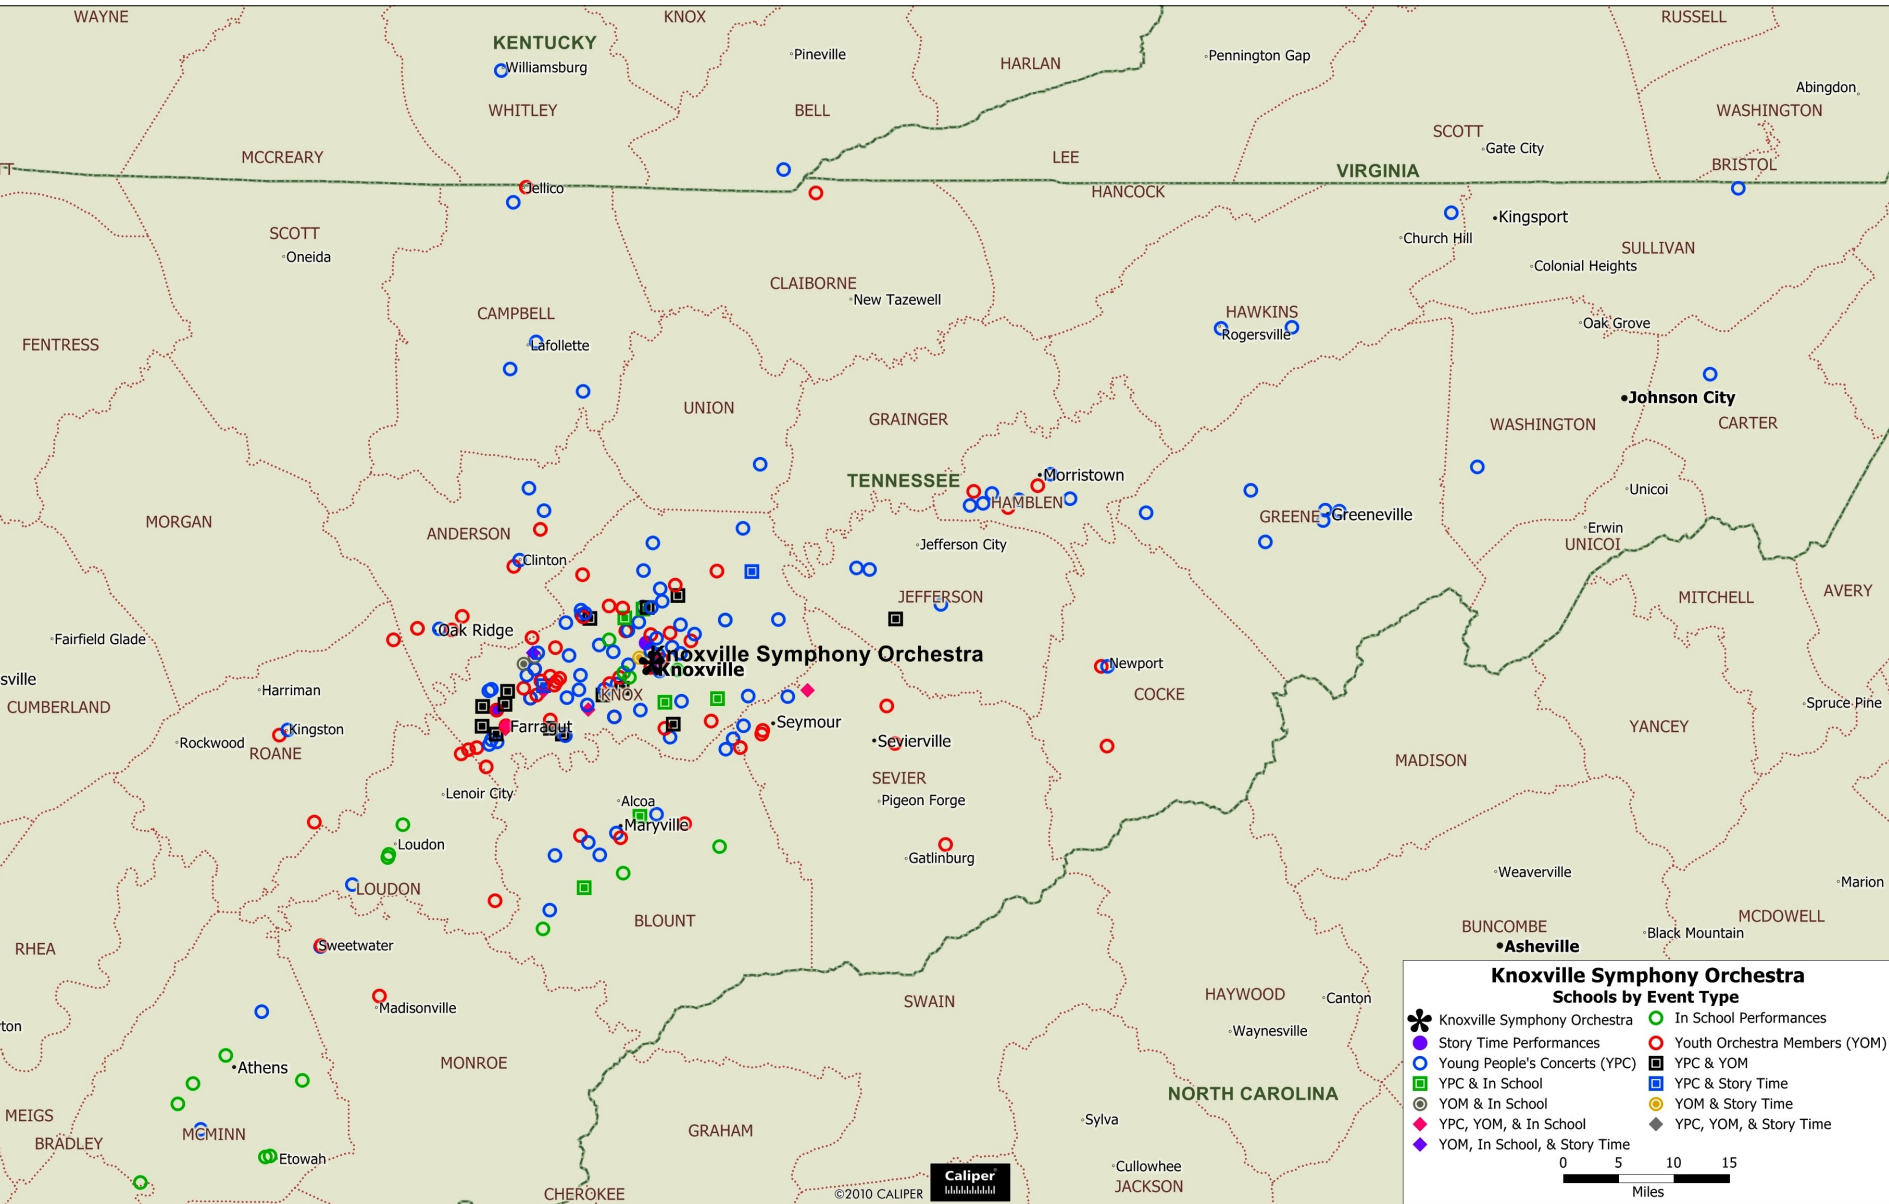 WAYNE
KNOX
RUSSELL
KENTUCKY
Pineville
Pennington Gap
HARLAN
Williamsburg
Abingdon
WHITLEY
BELL
WASHINGTON
SCOTT
Gate City
MCCREARY
LEE
BRISTOL
TT
VIRGINIA
Jellico
HANCOCK
Kingsport
SCOTT
Church Hill
SULLIVAN
Oneida
Colonial Heights
CLAIBORNE
New Tazewell
CAMPBELL
HAWKINS
Oak Grove
Rogersville
FENTRESS
Lafollette
Johnson City
UNION
GRAINGER
WASHINGTON
CARTER
TENNESSEE
Morristown
Unicoi
HAMBLEN
MORGAN
GREENE
Greeneville
ANDERSON
Erwin
Jefferson City
UNICOI
Clinton
AVERY
JEFFERSON
MITCHELL
Oak Ridge
Fairfield Glade
Knoxville Symphony Orchestra
Newport
Knoxville
sville
Harriman
KNOX
COCKE
CUMBERLAND
Spruce Pine
Seymour
Farragut
Kingston
YANCEY
Rockwood
Sevierville
ROANE
MADISON
SEVIER
Lenoir City
Alcoa
Pigeon Forge
Maryville
Loudon
Gatlinburg
Weaverville
LOUDON
Marion
BLOUNT
MCDOWELL
BUNCOMBE
Black Mountain
RHEA
Sweetwater
Asheville
HAYWOOD
Canton
SWAIN
Madisonville
ton
Waynesville
MONROE
Athens
NORTH CAROLINA
MEIGS
Sylva
GRAHAM
MCMINN
BRADLEY
Etowah
Cullowhee
JACKSON
CHEROKEE
©2010 CALIPER
Caliper
Knoxville Symphony Orchestra
Schools by Event Type
Knoxville Symphony Orchestra
In School Performances
Story Time Performances
Youth Orchestra Members (YOM)
Young People's Concerts (YPC)
YPC & YOM
YPC & In School
YPC & Story Time
YOM & In School
YOM & Story Time
YPC, YOM, & In School
YPC, YOM, & Story Time
YOM, In School, & Story Time
0 5 10 15
Miles